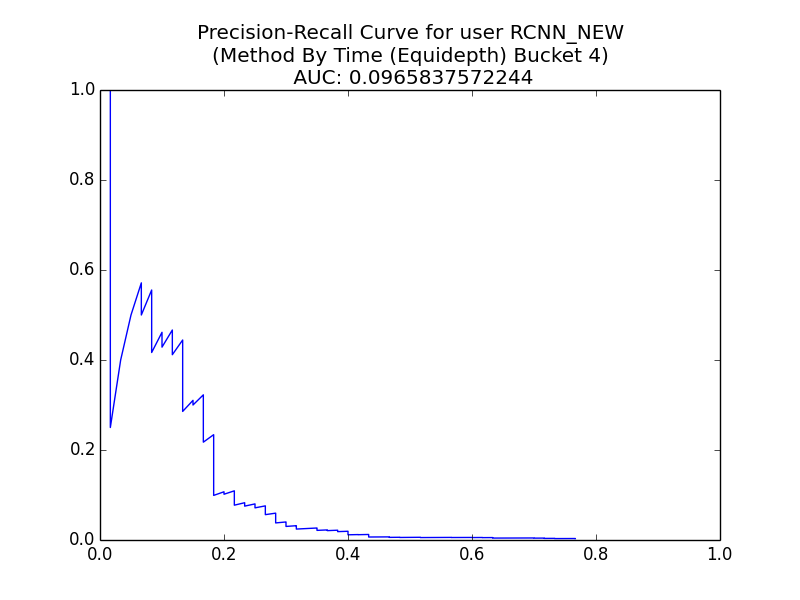 Precision-Recall Curve for user RCNN_NEW
(Method By Time (Equidepth) Bucket 4)
AUC: 0.0965837572244
1.0
0.8
0.6
0.4
0.2
0.0
0.0 0.2 0.4 0.6 0.8 1.0